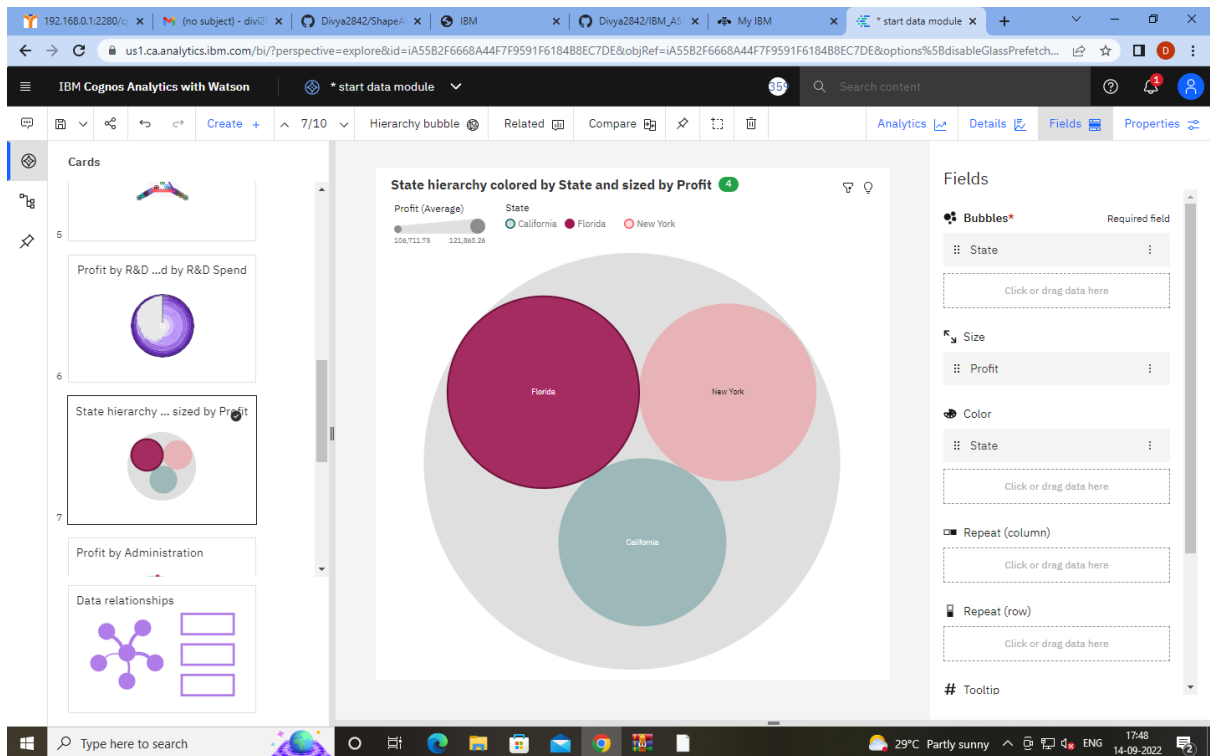 192.168.0.1:2280/cp
(no subject) - divi28
Divya2842/ShapeA
IBM
Divya2842/IBM_AS
My IBM
* start data module
us1.ca.analytics.ibm.com/bi/?perspective=explore&id=iA55B2F6668A44F7F9591F6184B8EC7DE&objRef=iA55B2F6668A44F7F9591F6184B8EC7DE&options%5BdisableGlassPrefetch...
D
IBM Cognos Analytics with Watson
* start data module
359
Search content
1
Create +
7/10
Hierarchy bubble
Related
Compare
Analytics
Details
Fields
Properties
Cards
5
Profit by R&D ...d by R&D Spend
6
State hierarchy ... sized by Profit
7
Profit by Administration
Data relationships
State hierarchy colored by State and sized by Profit 4
Profit (Average)
106,711.75 121,863.26
State
California Florida New York
Florida
New York
California
Fields
Bubbles* Required field
State
Click or drag data here
Size
Profit
Color
State
Click or drag data here
Repeat (column)
Click or drag data here
Repeat (row)
Click or drag data here
# Tooltip
Type here to search
29°C Partly sunny
ENG
17:48
14-09-2022
2